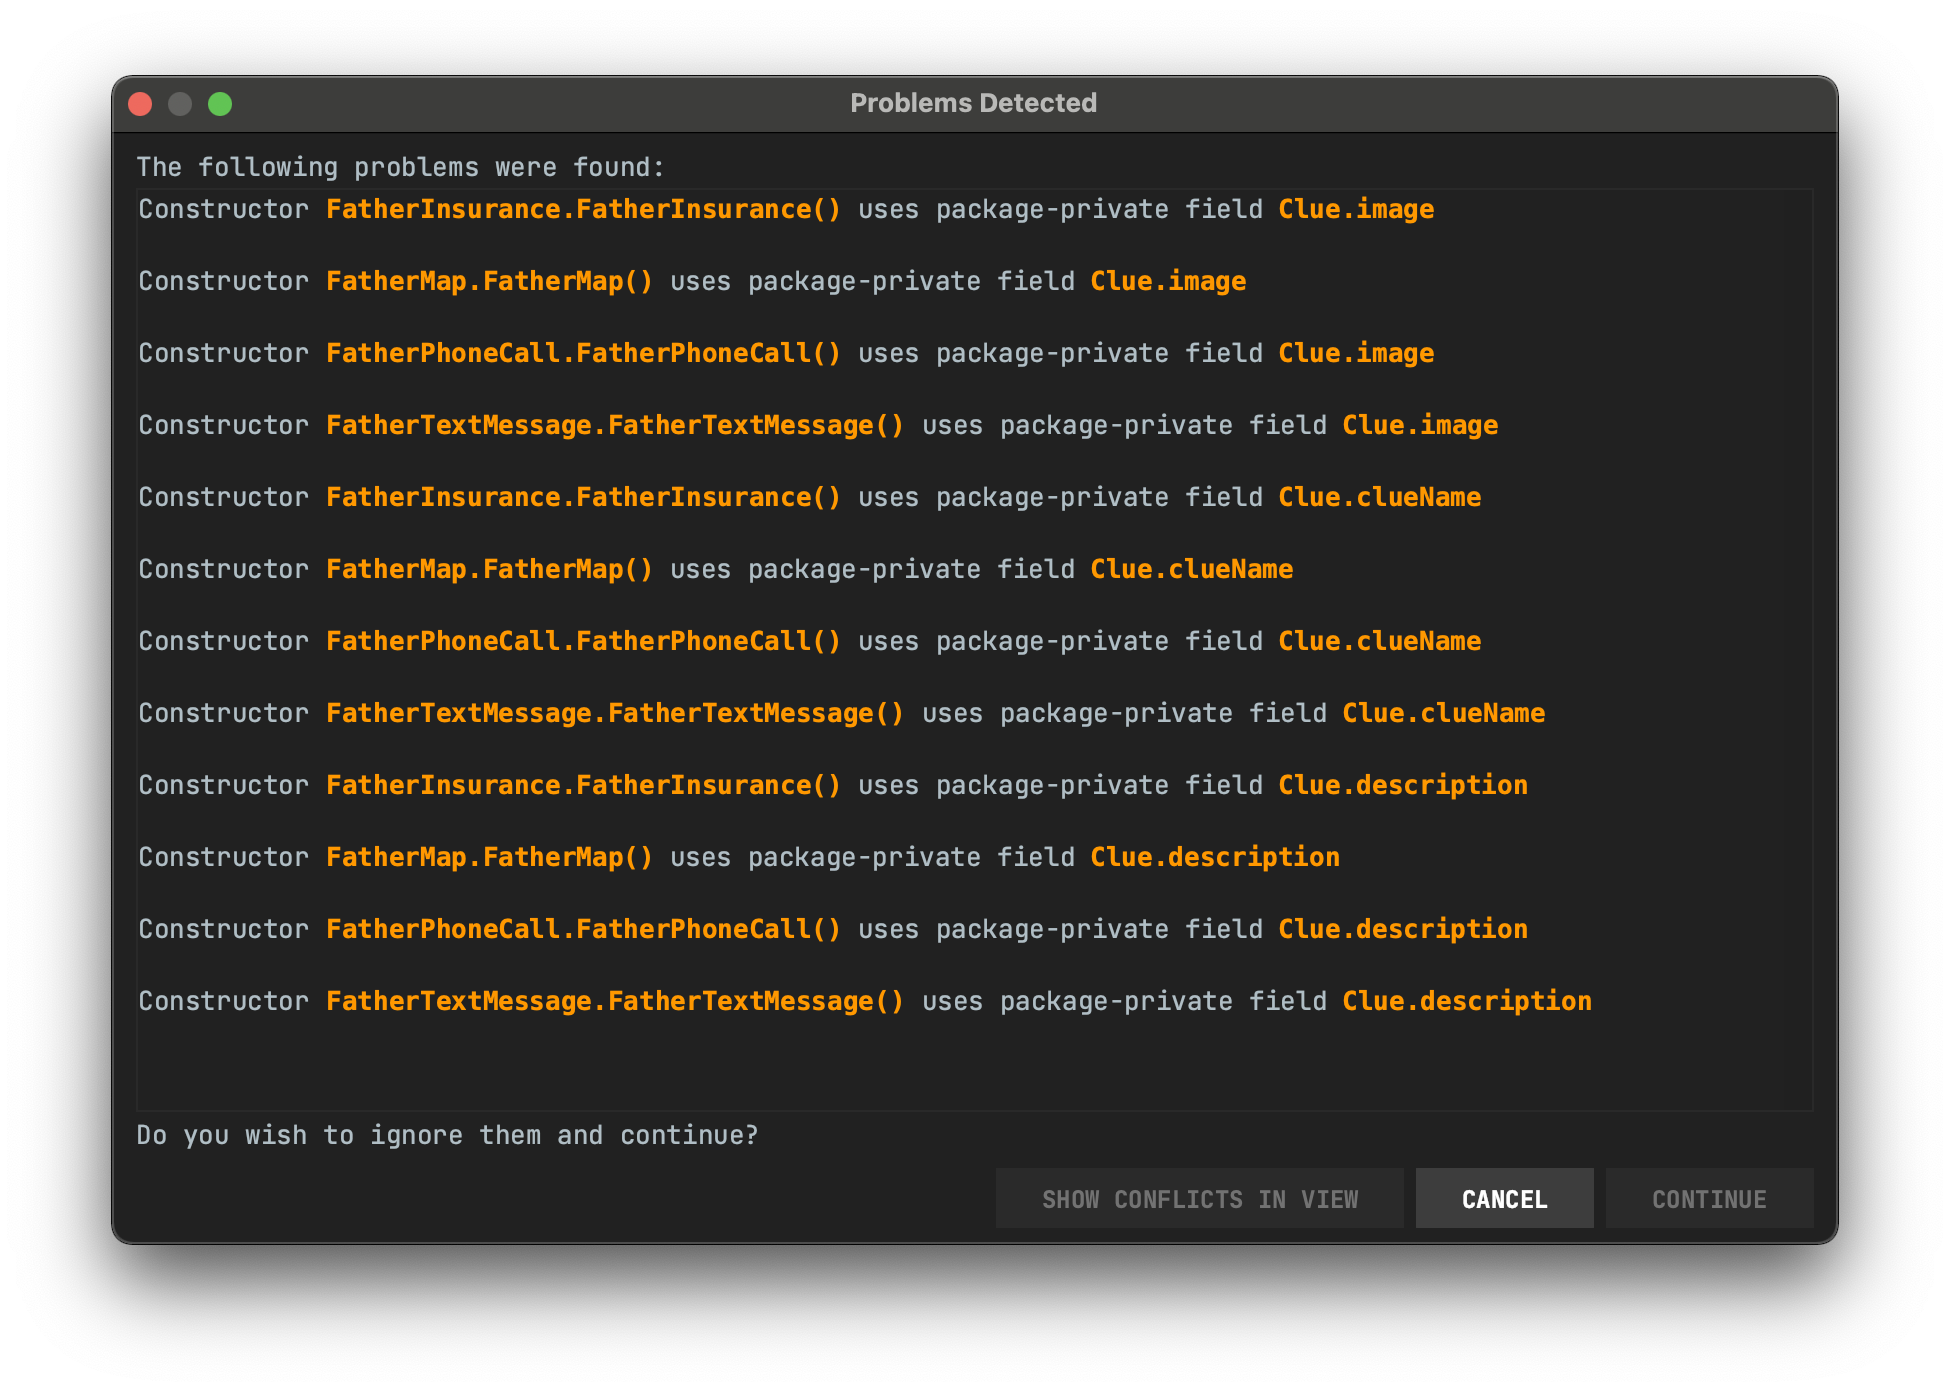 Problems Detected
The following problems were found:
Constructor FatherInsurance.FatherInsurance() uses package-private field Clue.image
Constructor FatherMap.FatherMap() uses package-private field Clue.image
Constructor FatherPhoneCall.FatherPhoneCall() uses package-private field Clue.image
Constructor FatherTextMessage.FatherTextMessage() uses package-private field Clue.image
Constructor FatherInsurance.FatherInsurance() uses package-private field Clue.clueName
Constructor FatherMap.FatherMap() uses package-private field Clue.clueName
Constructor FatherPhoneCall.FatherPhoneCall() uses package-private field Clue.clueName
Constructor FatherTextMessage.FatherTextMessage() uses package-private field Clue.clueName
Constructor FatherInsurance.FatherInsurance() uses package-private field Clue.description
Constructor FatherMap.FatherMap() uses package-private field Clue.description
Constructor FatherPhoneCall.FatherPhoneCall() uses package-private field Clue.description
Constructor FatherTextMessage.FatherTextMessage() uses package-private field Clue.description
Do you wish to ignore them and continue?
SHOW CONFLICTS IN VIEW CANCEL CONTINUE